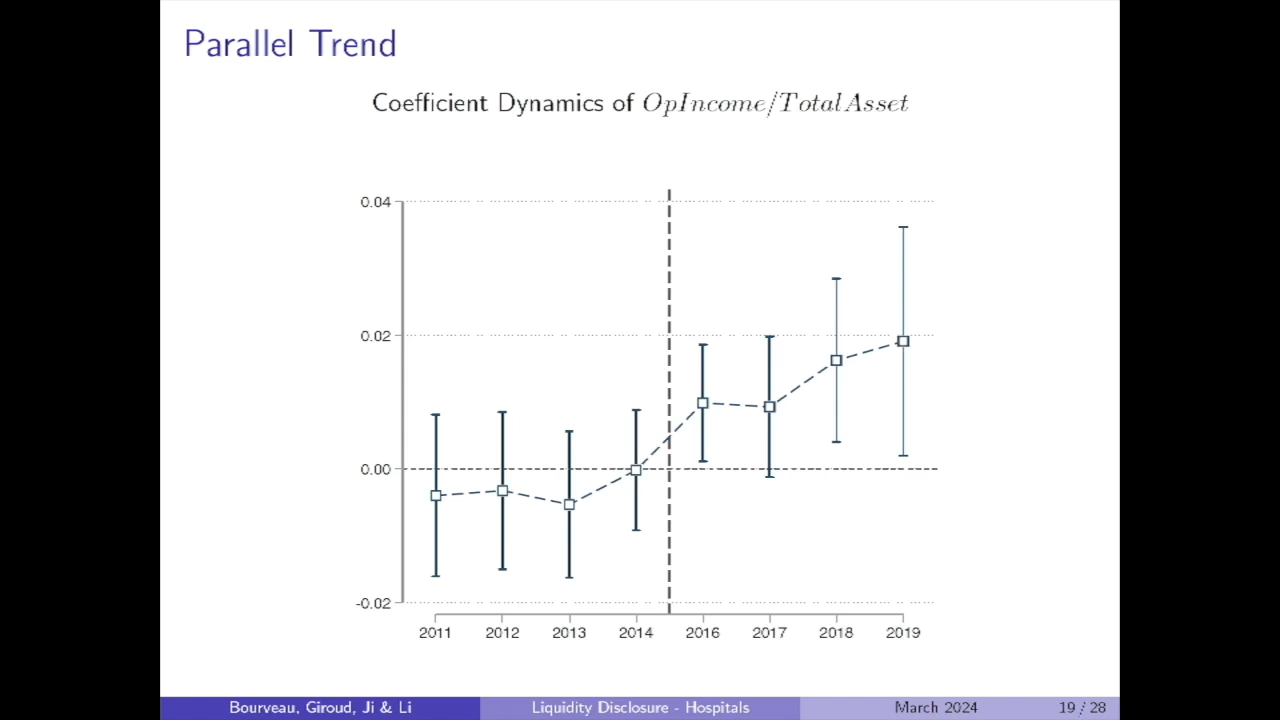 Parallel Trend
Coefficient Dynamics of OpIncome/TotalAsset
0.04
0.02
0.00
-0.02
2011 2012 2013 2014 2016 2017 2018 2019
Bourveau, Giroud, Ji & Li Liquidity Disclosure - Hospitals March 2024 19 / 28